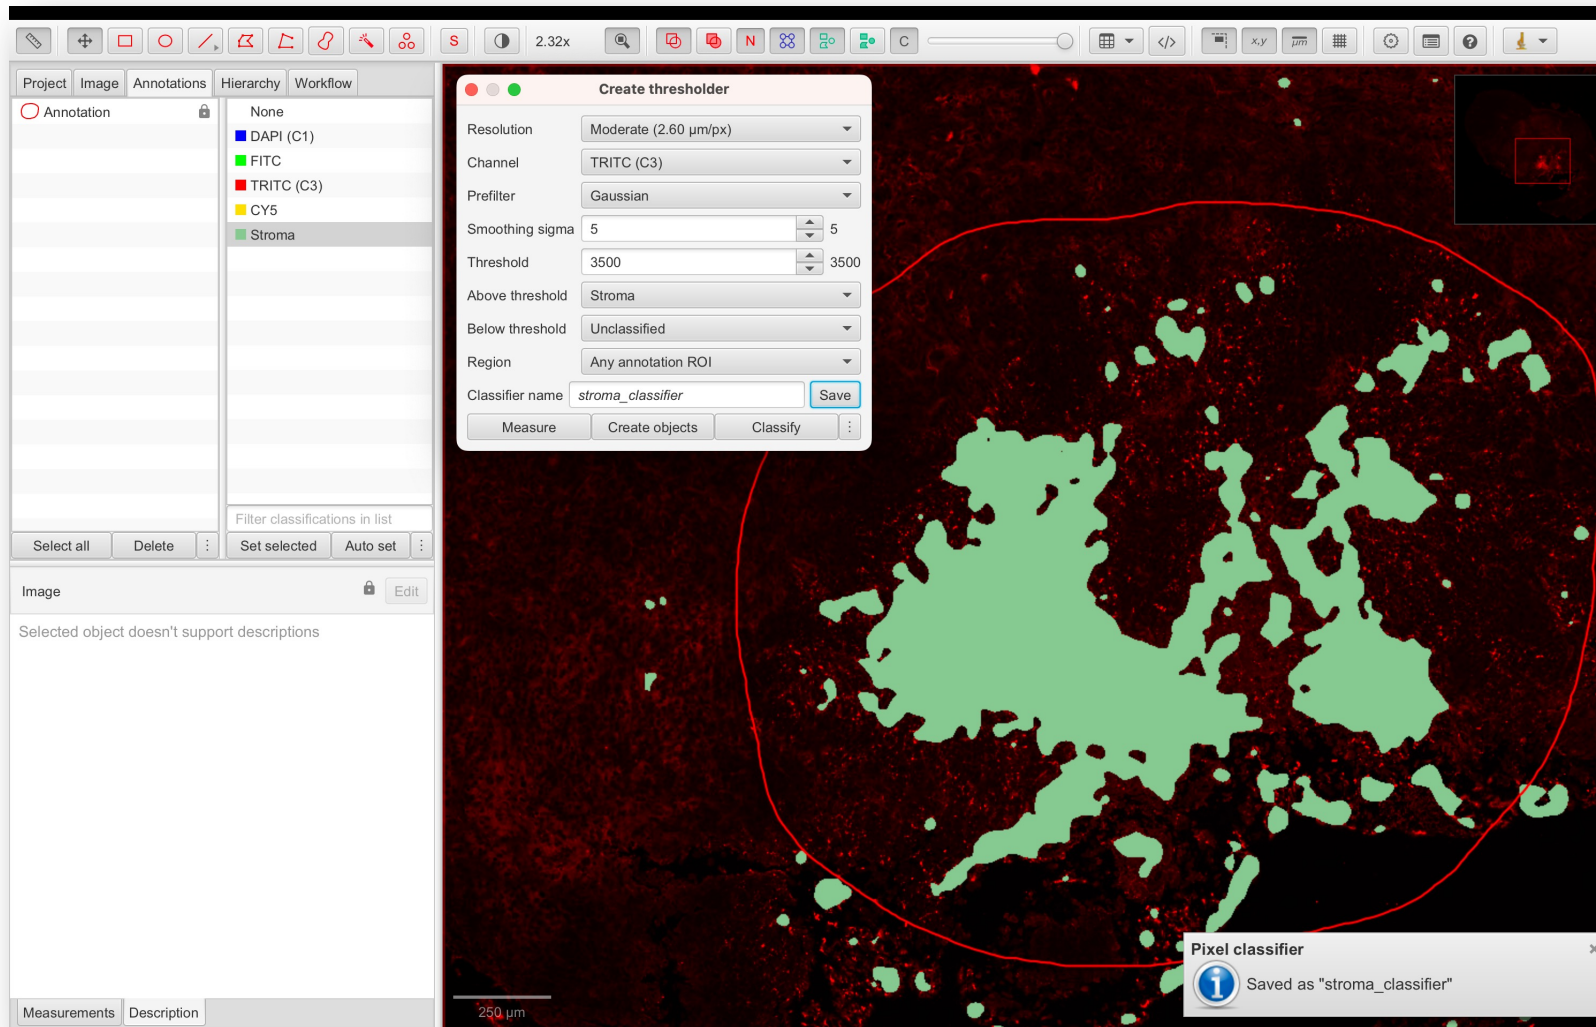 S
2.32x
N
C
</>
x,y
μm
Project Image Annotations Hierarchy Workflow
Annotation
None
DAPI (C1)
FITC
TRITC (C3)
CY5
Stroma
Filter classifications in list
Select all Delete Set selected Auto set
Image Edit
Selected object doesn't support descriptions
Measurements Description
Create thresholder
Resolution Moderate (2.60 μm/px)
Channel TRITC (C3)
Prefilter Gaussian
Smoothing sigma 5 5
Threshold 3500 3500
Above threshold Stroma
Below threshold Unclassified
Region Any annotation ROI
Classifier name stroma_classifier Save
Measure Create objects Classify
250 μm
Pixel classifier
Saved as "stroma_classifier"